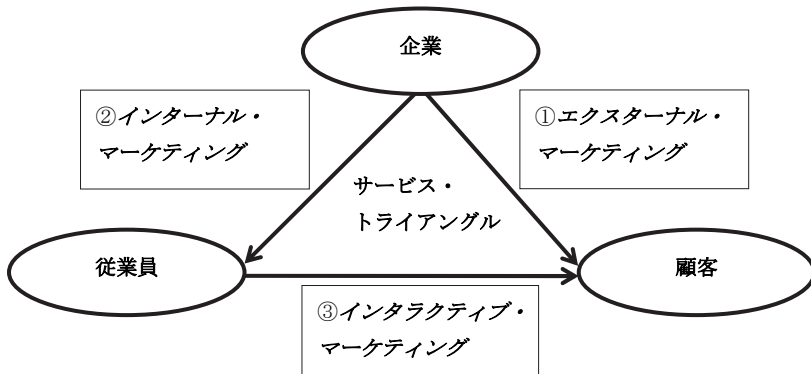 企業
②インターナル・
マーケティング
①エクスターナル・
マーケティング
サービス・
トライアングル
従業員
顧客
③インタラクティブ・
マーケティング